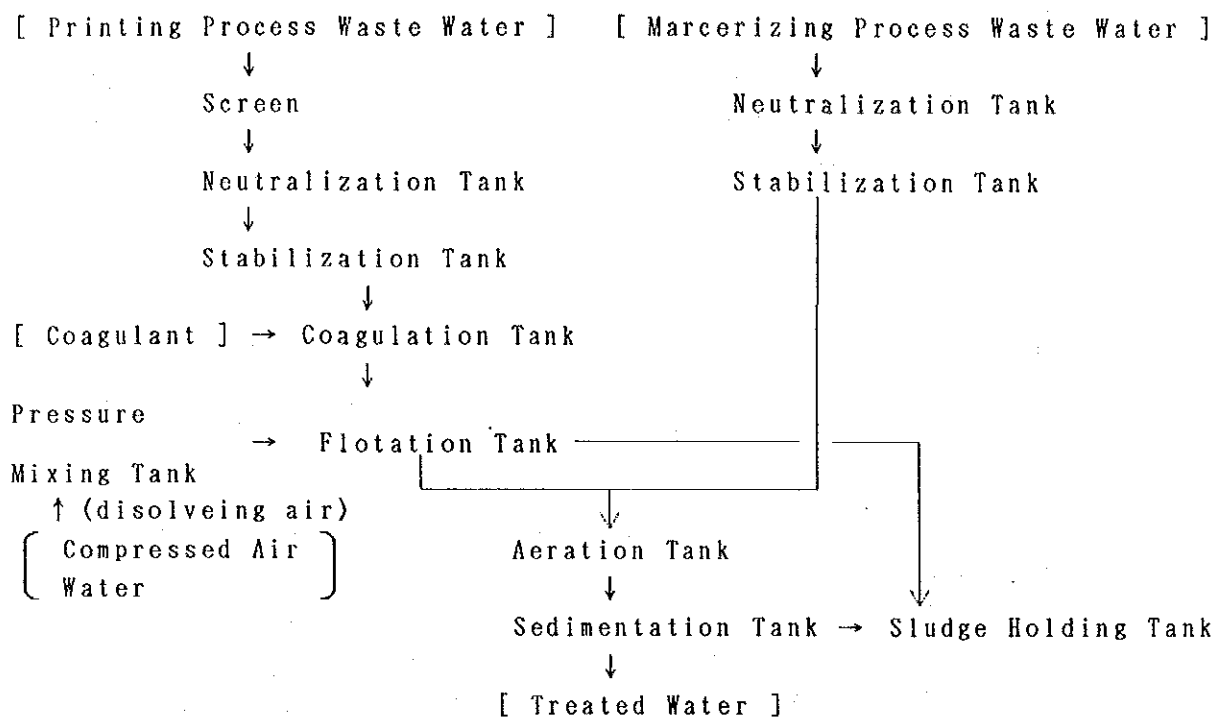 [ Printing Process Waste Water ] [ Marcerizing Process Waste Water ]
↓ ↓
Screen Neutralization Tank
↓ ↓
Neutralization Tank Stabilization Tank
↓
Stabilization Tank
↓
[ Coagulant ] → Coagulation Tank
↓
Pressure
→ Flotation Tank
Mixing Tank
↑ (disolveing air)
Compressed Air Aeration Tank
Water ↓
Sedimentation Tank → Sludge Holding Tank
↓
[ Treated Water ]